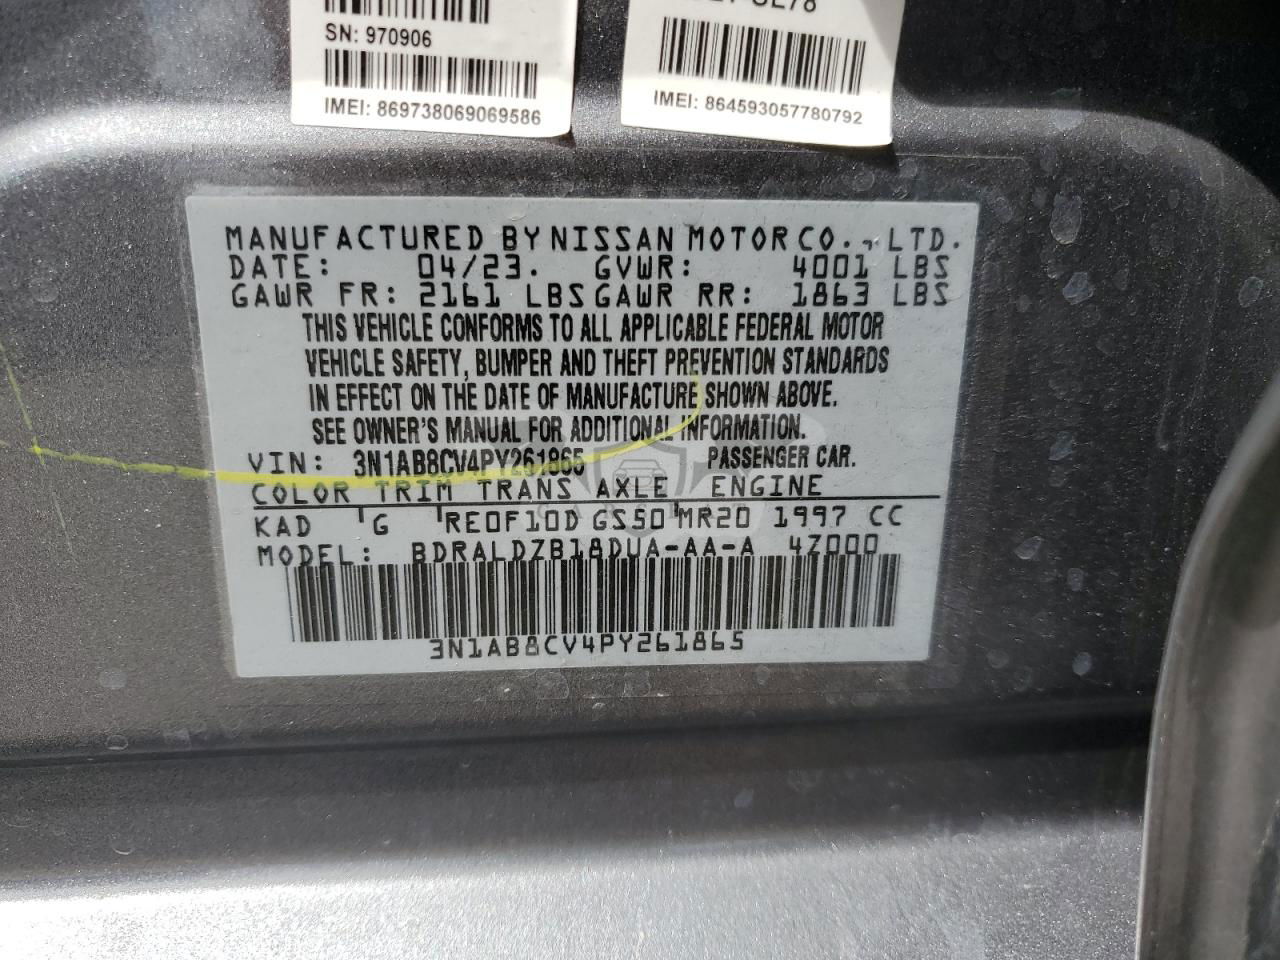 SN: 970906
IMEI: 869738069069586
IMEI: 864593057780792
MANUFACTURED BY NISSAN MOTOR CO., LTD.
DATE: 04/23. GVWR: 4001 LBS
GAWR FR: 2161 LBS GAWR RR: 1863 LBS
THIS VEHICLE CONFORMS TO ALL APPLICABLE FEDERAL MOTOR
VEHICLE SAFETY, BUMPER AND THEFT PREVENTION STANDARDS
IN EFFECT ON THE DATE OF MANUFACTURE SHOWN ABOVE.
SEE OWNER'S MANUAL FOR ADDITIONAL INFORMATION.
VIN: 3N1AB8CV4PY261865 PASSENGER CAR.
COLOR TRIM TRANS AXLE ENGINE
KAD G RE0F10D GS50 MR20 1997 CC
MODEL: BDRALDZB18DUA-AA-A 4Z000
3N1AB8CV4PY261865